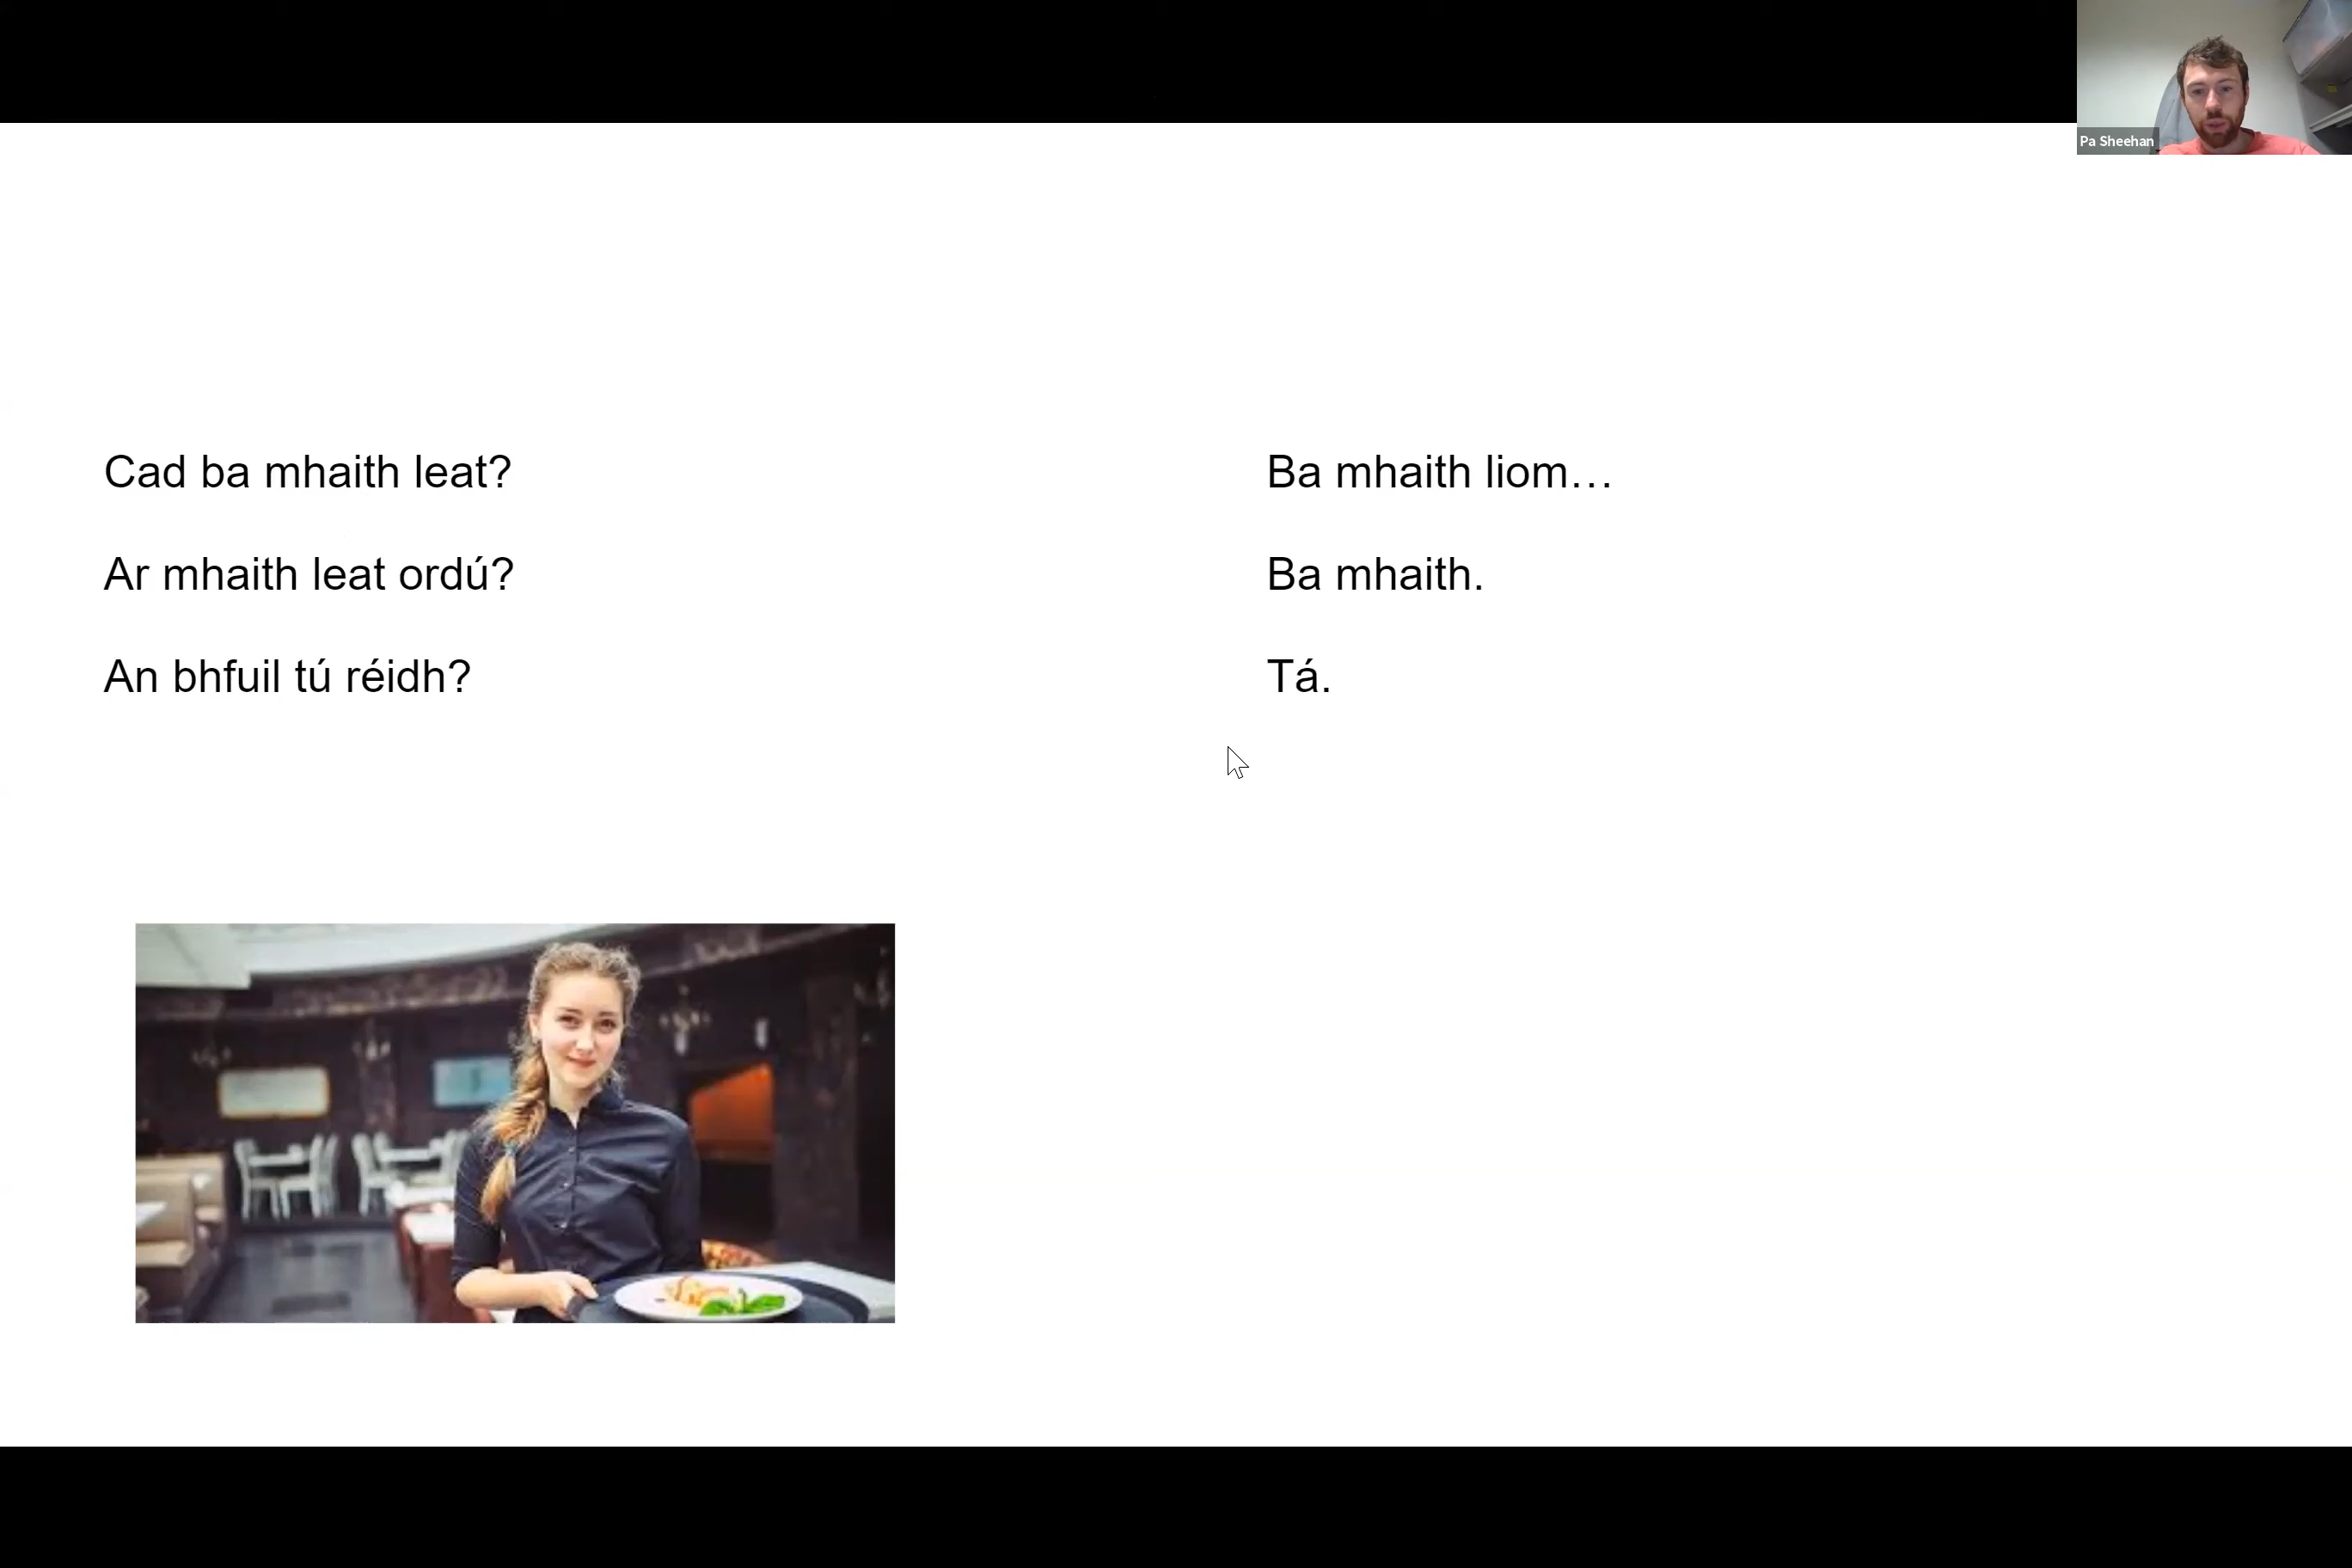 Pa Sheehan
Cad ba mhaith leat?
Ba mhaith liom…
Ar mhaith leat ordú?
Ba mhaith.
An bhfuil tú réidh?
Tá.